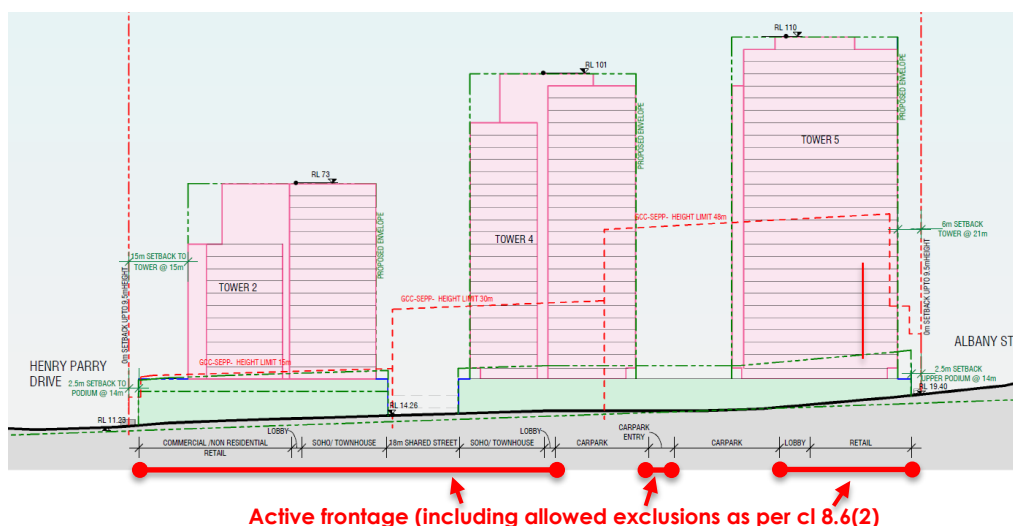 RL 110
RL 101
PROPOSED ENVELOPE
PROPOSED ENVELOPE
TOWER 5
RL 73
GCC-SEPP- HEIGHT LIMIT 48m
PROPOSED ENVELOPE
6m SETBACK
TOWER @ 21m
TOWER 4
15m SETBACK TO
TOWER @ 15m
0m SETBACK UPTO 9.5mHEIGHT
TOWER 2
GCC-SEPP- HEIGHT LIMIT 30m
0m SETBACK UPTO 9.5mHEIGHT
HENRY PARRY
DRIVE
GCC-SEPP- HEIGHT LIMIT 15m
ALBANY ST
2.5m SETBACK TO
PODIUM @ 14m
2.5m SETBACK
UPPER PODIUM @ 14m
RL 19.40
RL 14.26
RL 11.23
LOBBY
LOBBY
CARPARK
ENTRY
COMMERCIAL /NON RESIDENTIAL
SOHO/ TOWNHOUSE
18m SHARED STREET
SOHO/ TOWNHOUSE
CARPARK
CARPARK
LOBBY
RETAIL
RETAIL
Active frontage (including allowed exclusions as per cl 8.6(2)